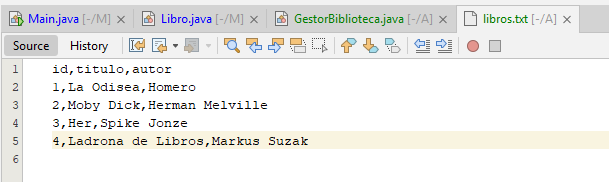 Main.java [-/M] Libro.java [-/M] GestorBiblioteca.java [-/A] libros.txt [-/A]
Source History
1 id,titulo,autor
2 1,La Odisea,Homero
3 2,Moby Dick,Herman Melville
4 3,Her,Spike Jonze
5 4,Ladrona de Libros,Markus Suzak
6